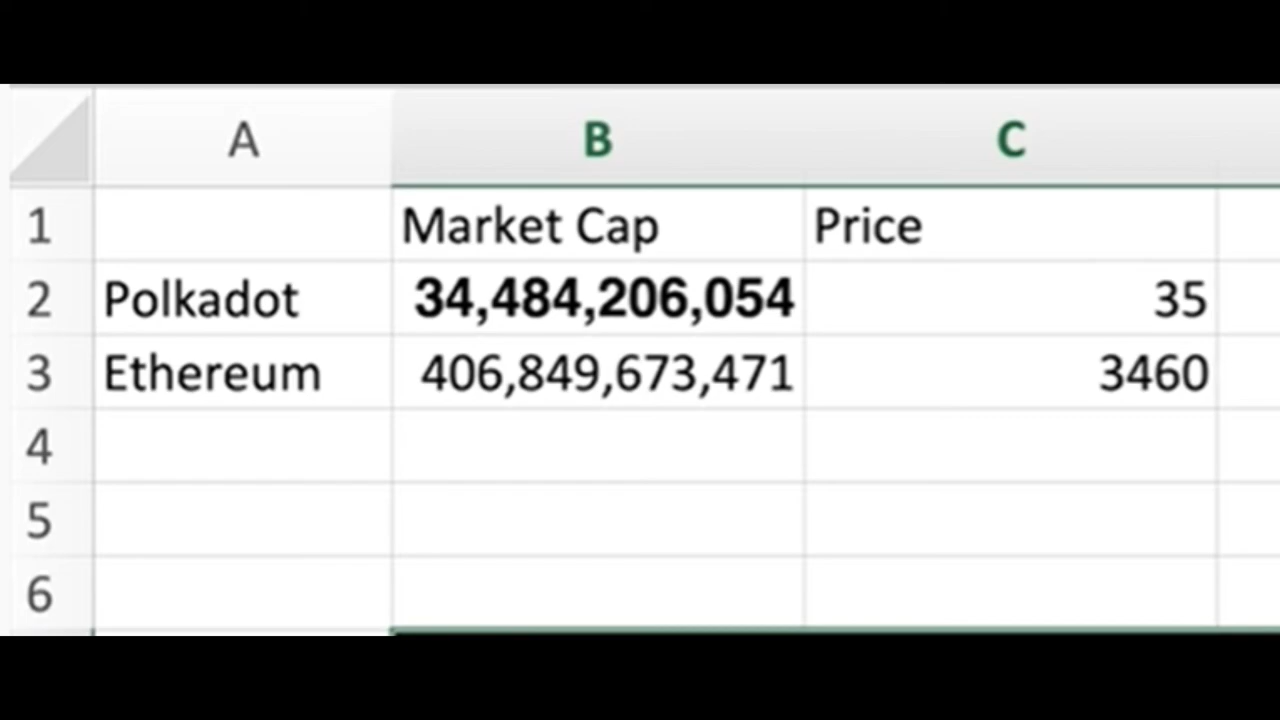 A B C
1 Market Cap Price
2 Polkadot 34,484,206,054 35
3 Ethereum 406,849,673,471 3460
4
5
6